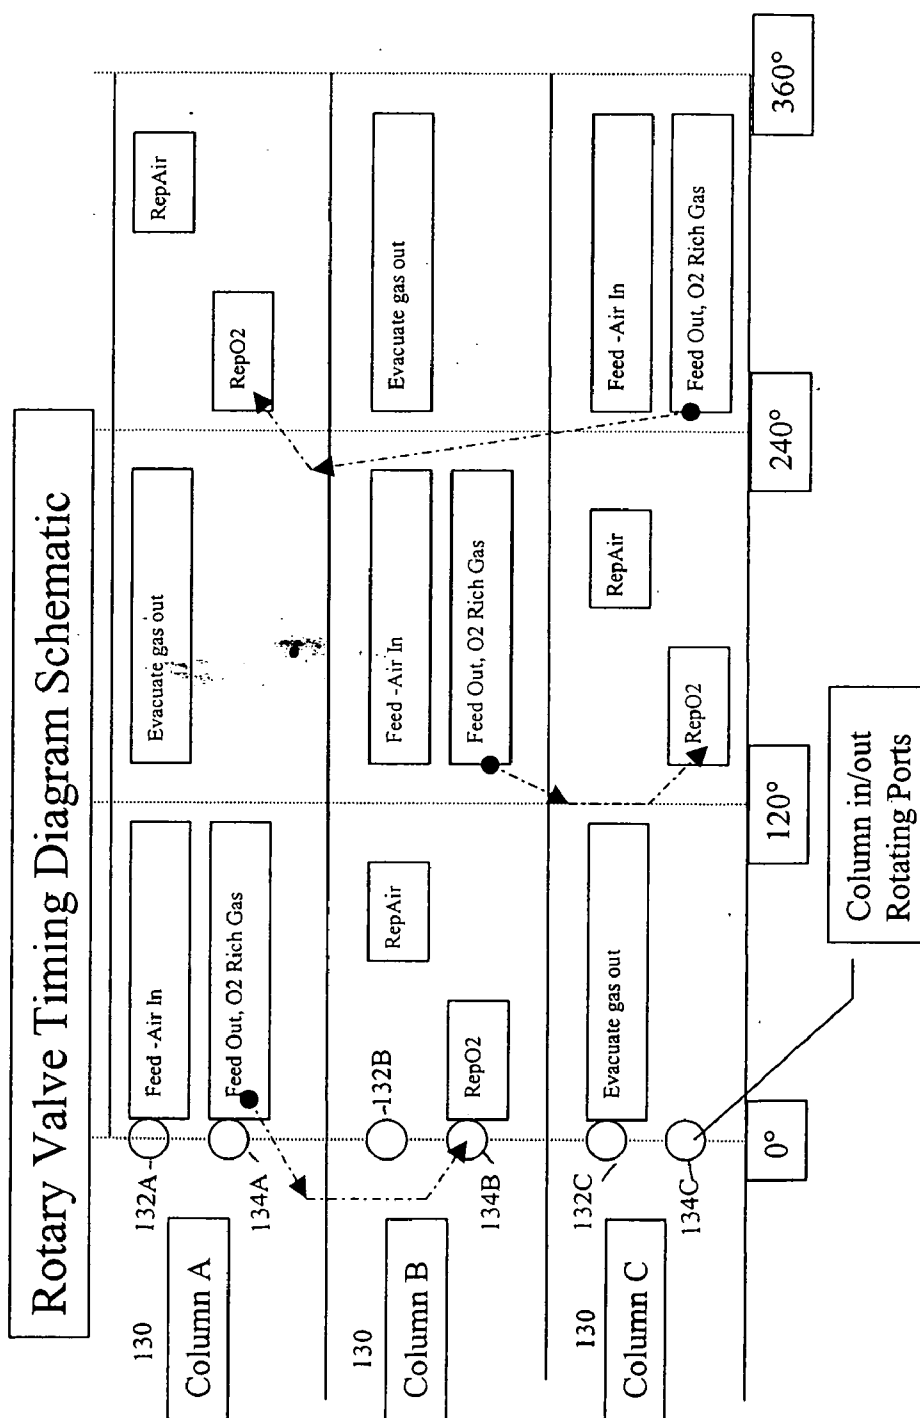 Rotary Valve Timing Diagram Schematic
130
Column A
132A
134A
Feed -Air In
Feed Out, O2 Rich Gas
Evacuate gas out
RepO2
RepAir
130
Column B
132B
134B
RepO2
RepAir
Feed -Air In
Feed Out, O2 Rich Gas
Evacuate gas out
130
Column C
132C
134C
Evacuate gas out
RepO2
RepAir
Feed -Air In
Feed Out, O2 Rich Gas
0°
120°
240°
360°
Column in/out
Rotating Ports